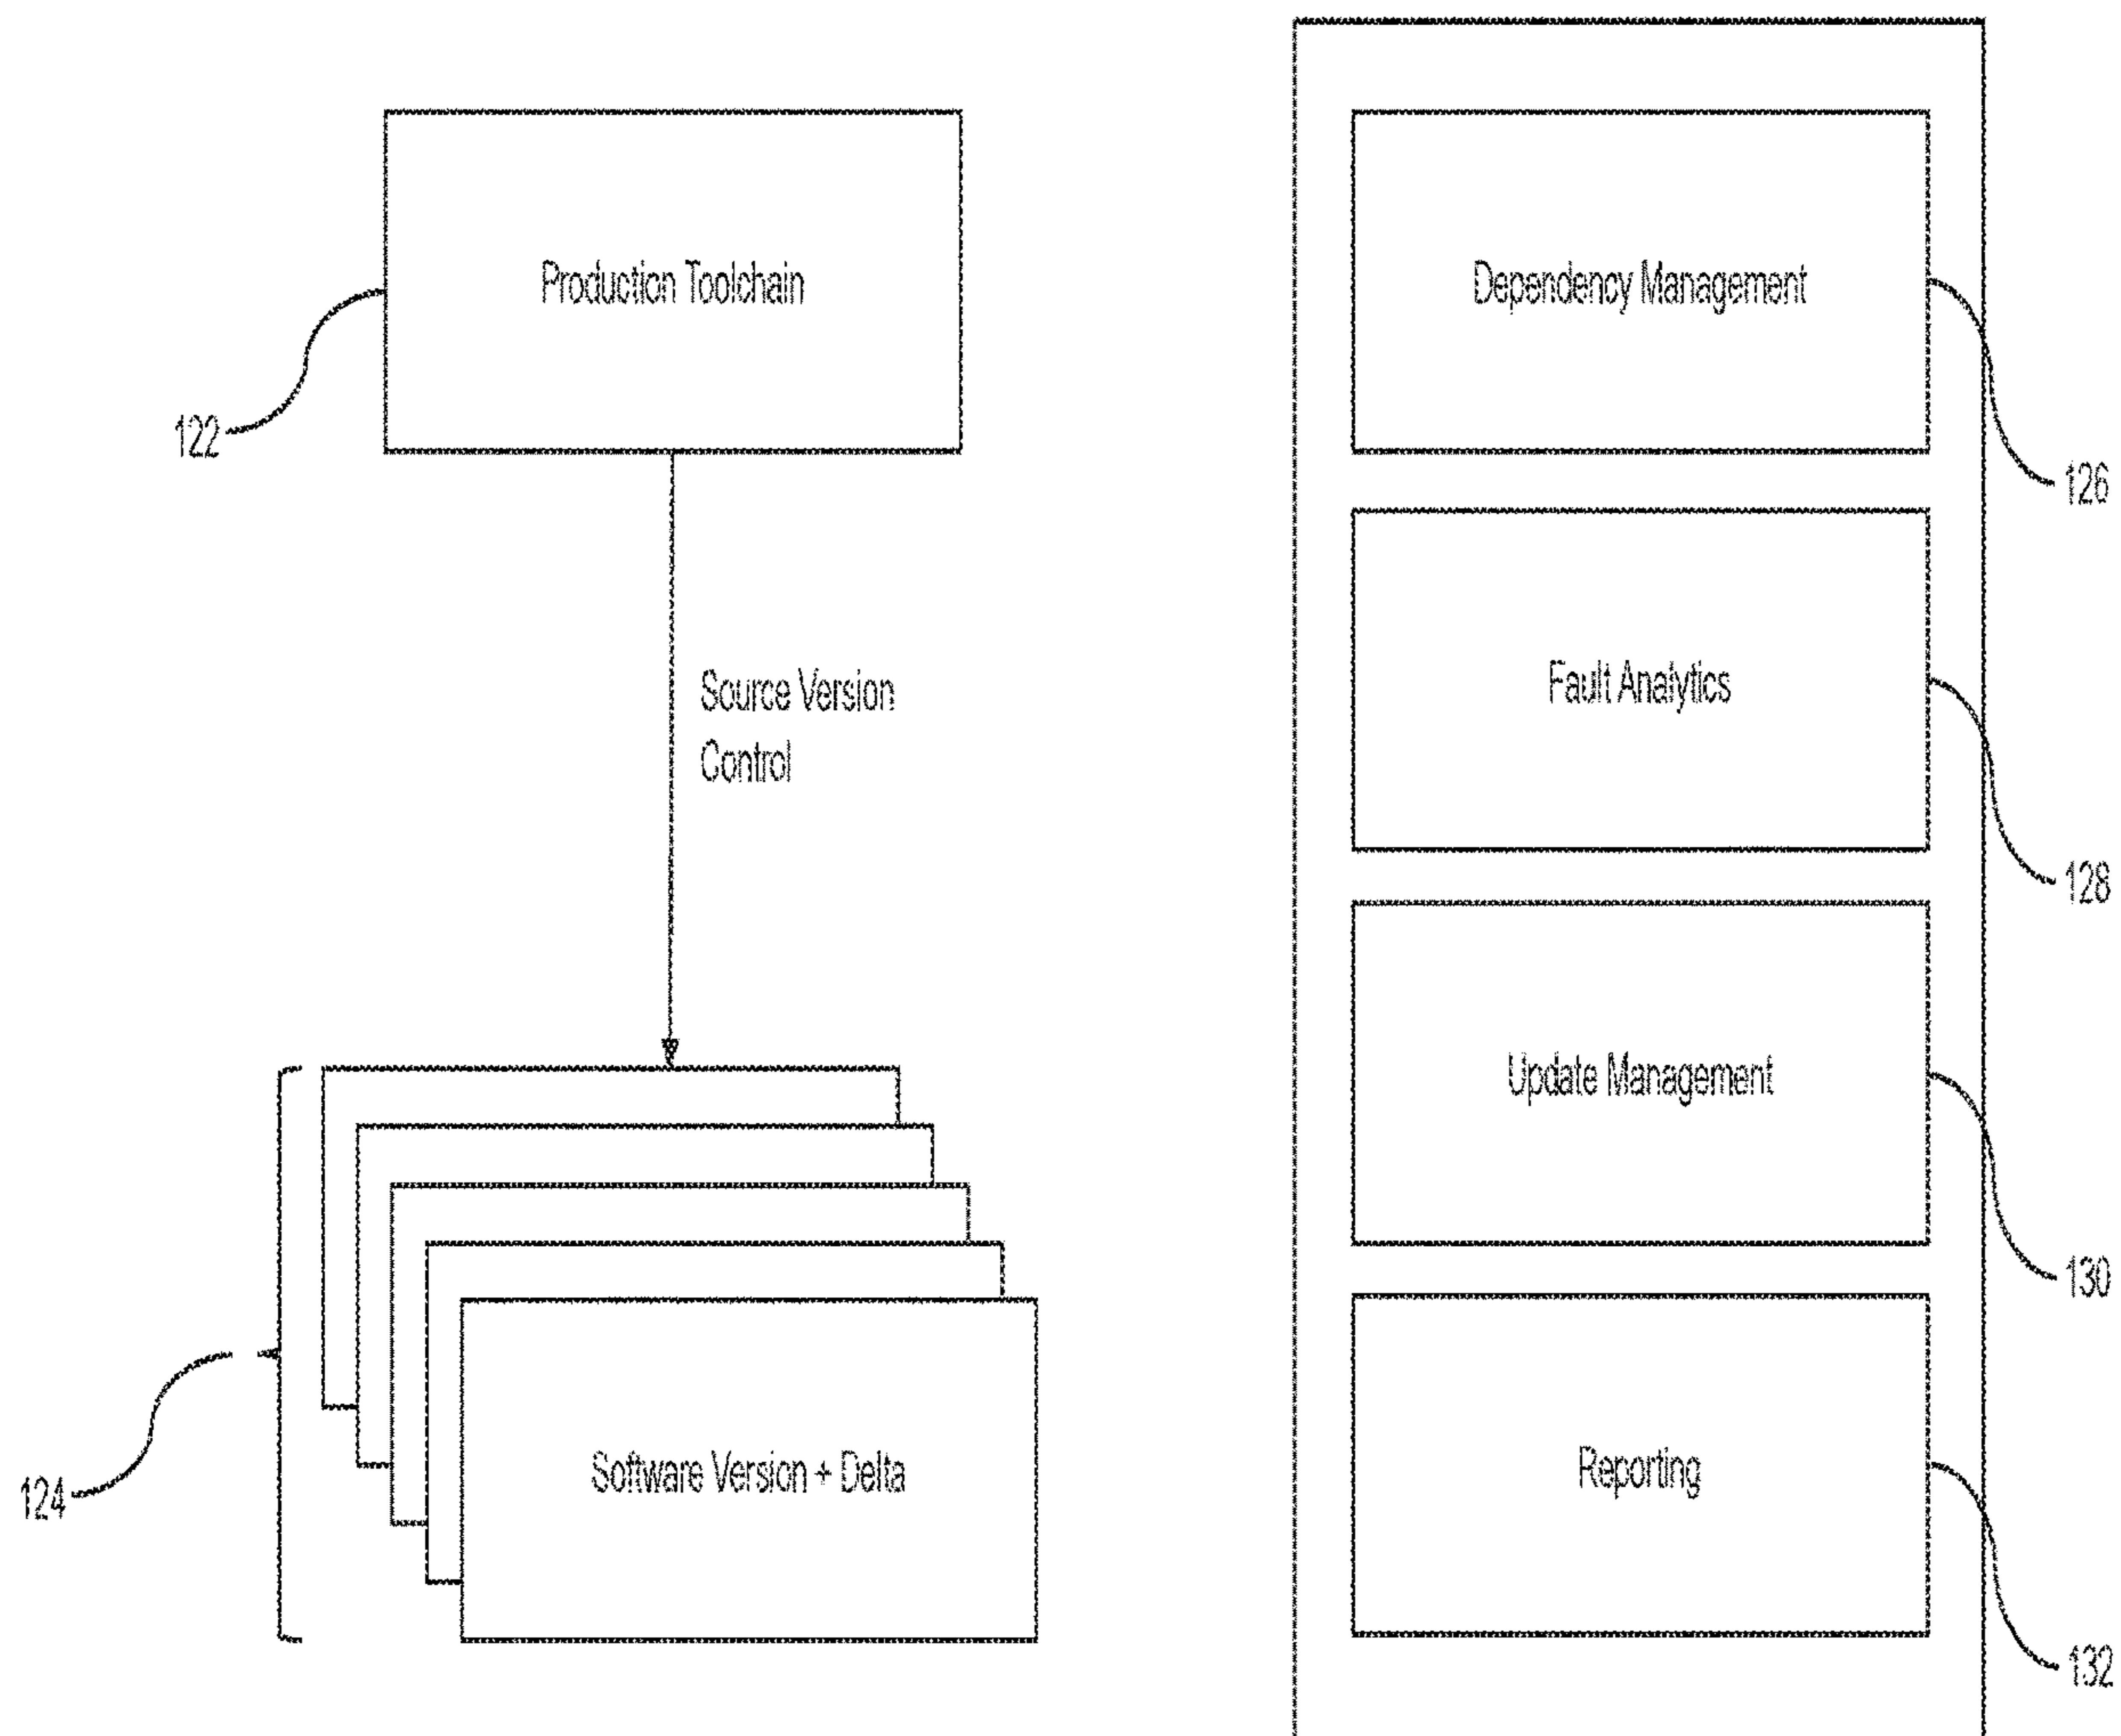 Production Toolchain
122
Source Version
Control
Software Version + Delta
124
Dependency Management
126
Fault Analytics
128
Update Management
130
Reporting
132